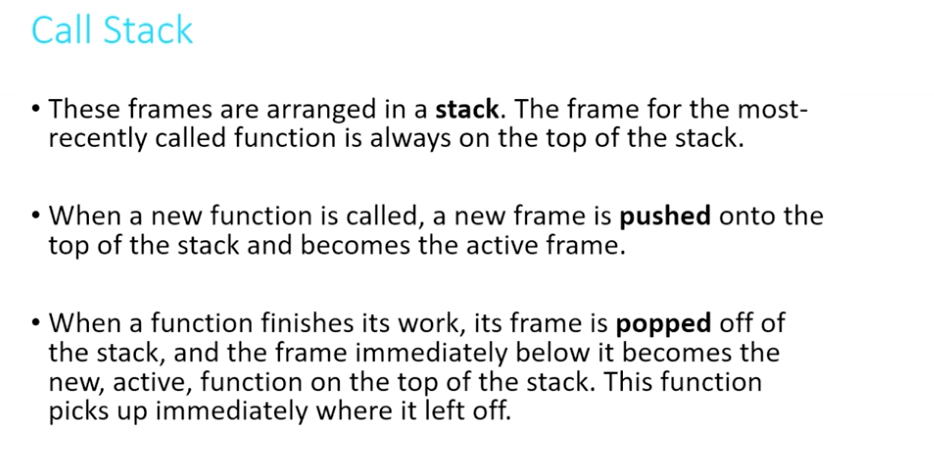 Call Stack
• These frames are arranged in a stack. The frame for the most-
recently called function is always on the top of the stack.
• When a new function is called, a new frame is pushed onto the
top of the stack and becomes the active frame.
• When a function finishes its work, its frame is popped off of
the stack, and the frame immediately below it becomes the
new, active, function on the top of the stack. This function
picks up immediately where it left off.